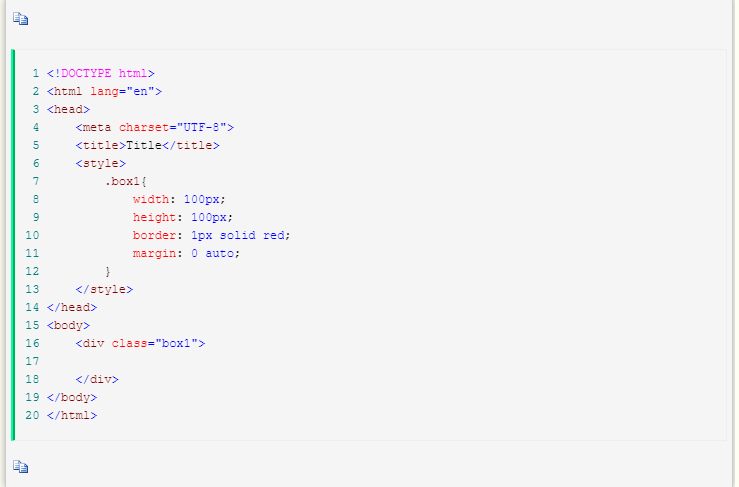 1 <!DOCTYPE html>
2 <html lang="en">
3 <head>
4     <meta charset="UTF-8">
5     <title>Title</title>
6     <style>
7         .box1{
8             width: 100px;
9             height: 100px;
10             border: 1px solid red;
11             margin: 0 auto;
12         }
13     </style>
14 </head>
15 <body>
16     <div class="box1">
17
18     </div>
19 </body>
20 </html>